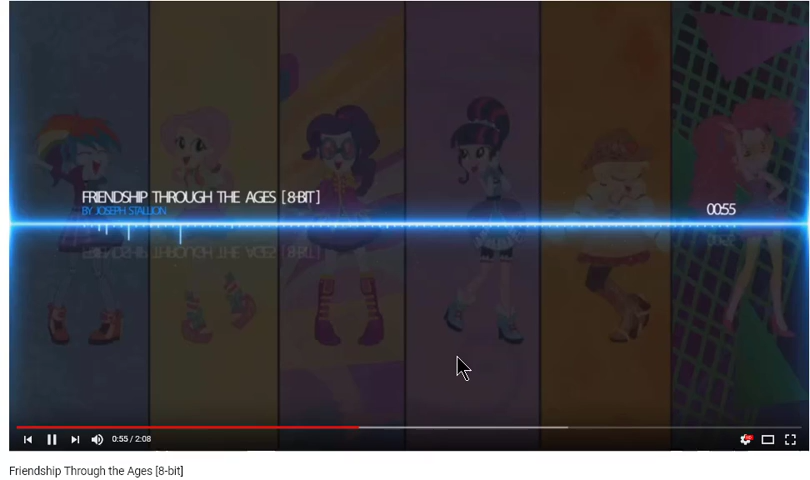 FRIENDSHIP THROUGH THE AGES [8-BIT]
BY JOSEPH STALLION
00:55
0:55 / 2:08
Friendship Through the Ages [8-bit]